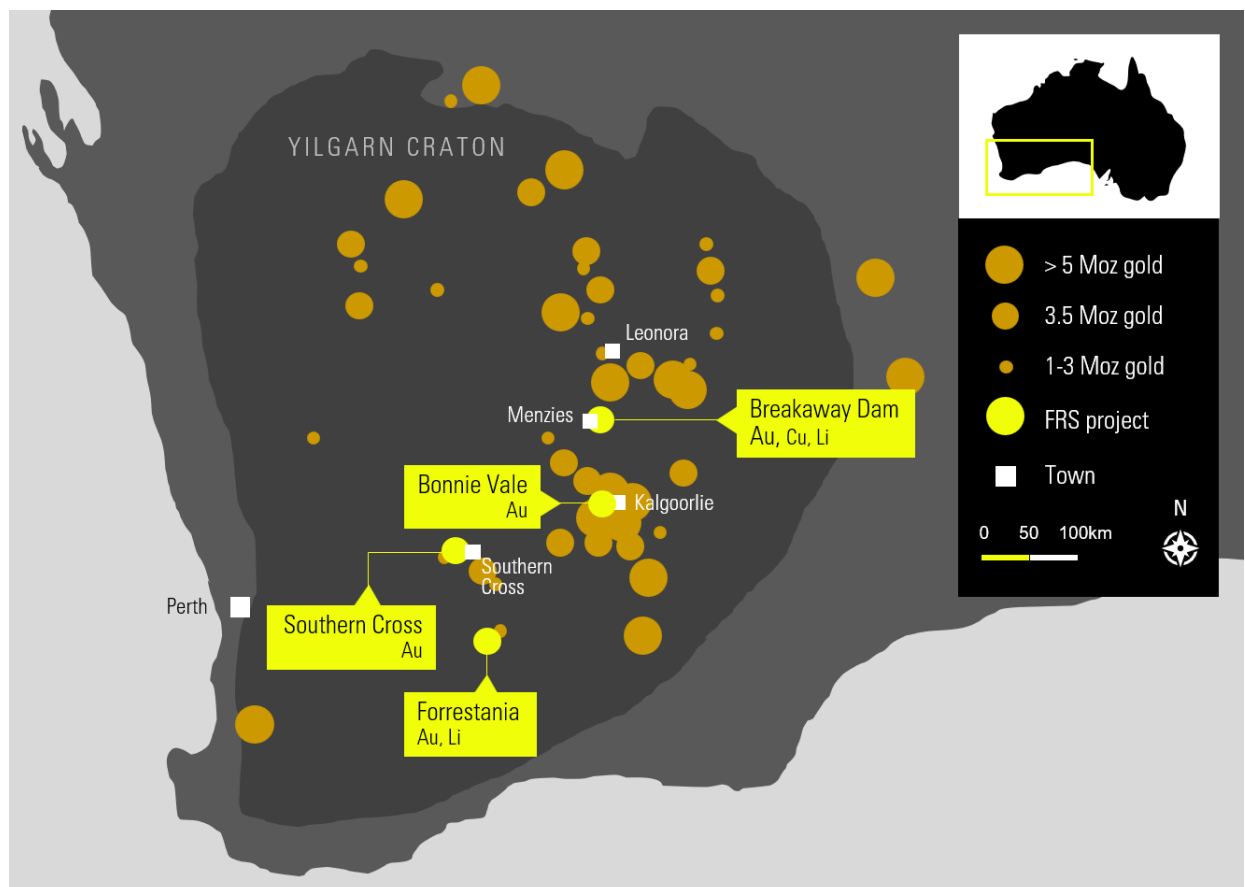 YILGARN CRATON
> 5 Moz gold
3.5 Moz gold
1-3 Moz gold
FRS project
Town
N
0 50 100km
Leonora
Menzies
Breakaway Dam
Au, Cu, Li
Bonnie Vale
Au
Kalgoorlie
Southern
Cross
Perth
Southern Cross
Au
Forrestania
Au, Li